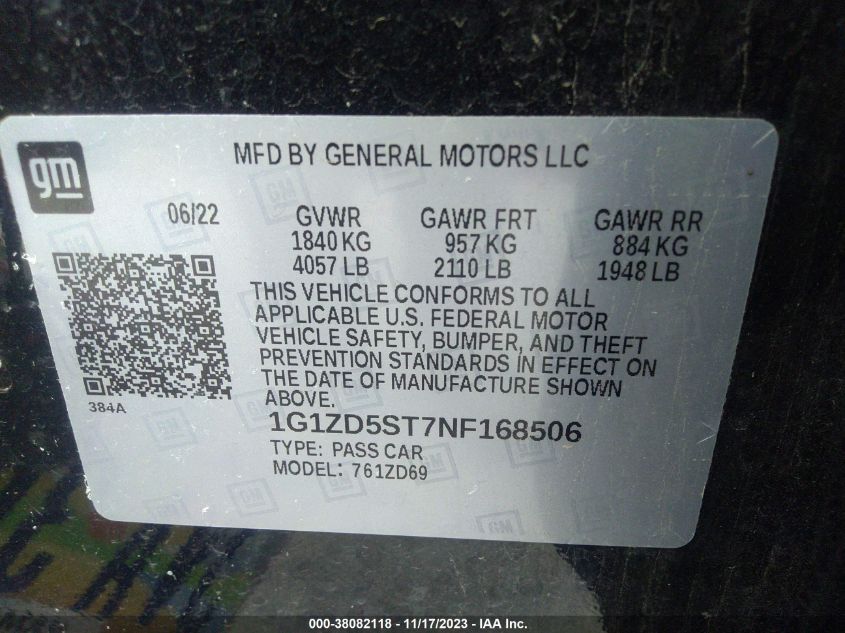 gm
MFD BY GENERAL MOTORS LLC
06/22 GVWR GAWR FRT GAWR RR
1840 KG 957 KG 884 KG
4057 LB 2110 LB 1948 LB
THIS VEHICLE CONFORMS TO ALL
APPLICABLE U.S. FEDERAL MOTOR
VEHICLE SAFETY, BUMPER, AND THEFT
PREVENTION STANDARDS IN EFFECT ON
THE DATE OF MANUFACTURE SHOWN
ABOVE.
384A
1G1ZD5ST7NF168506
TYPE: PASS CAR
MODEL: 761ZD69
000-38082118 - 11/17/2023 - IAA Inc.